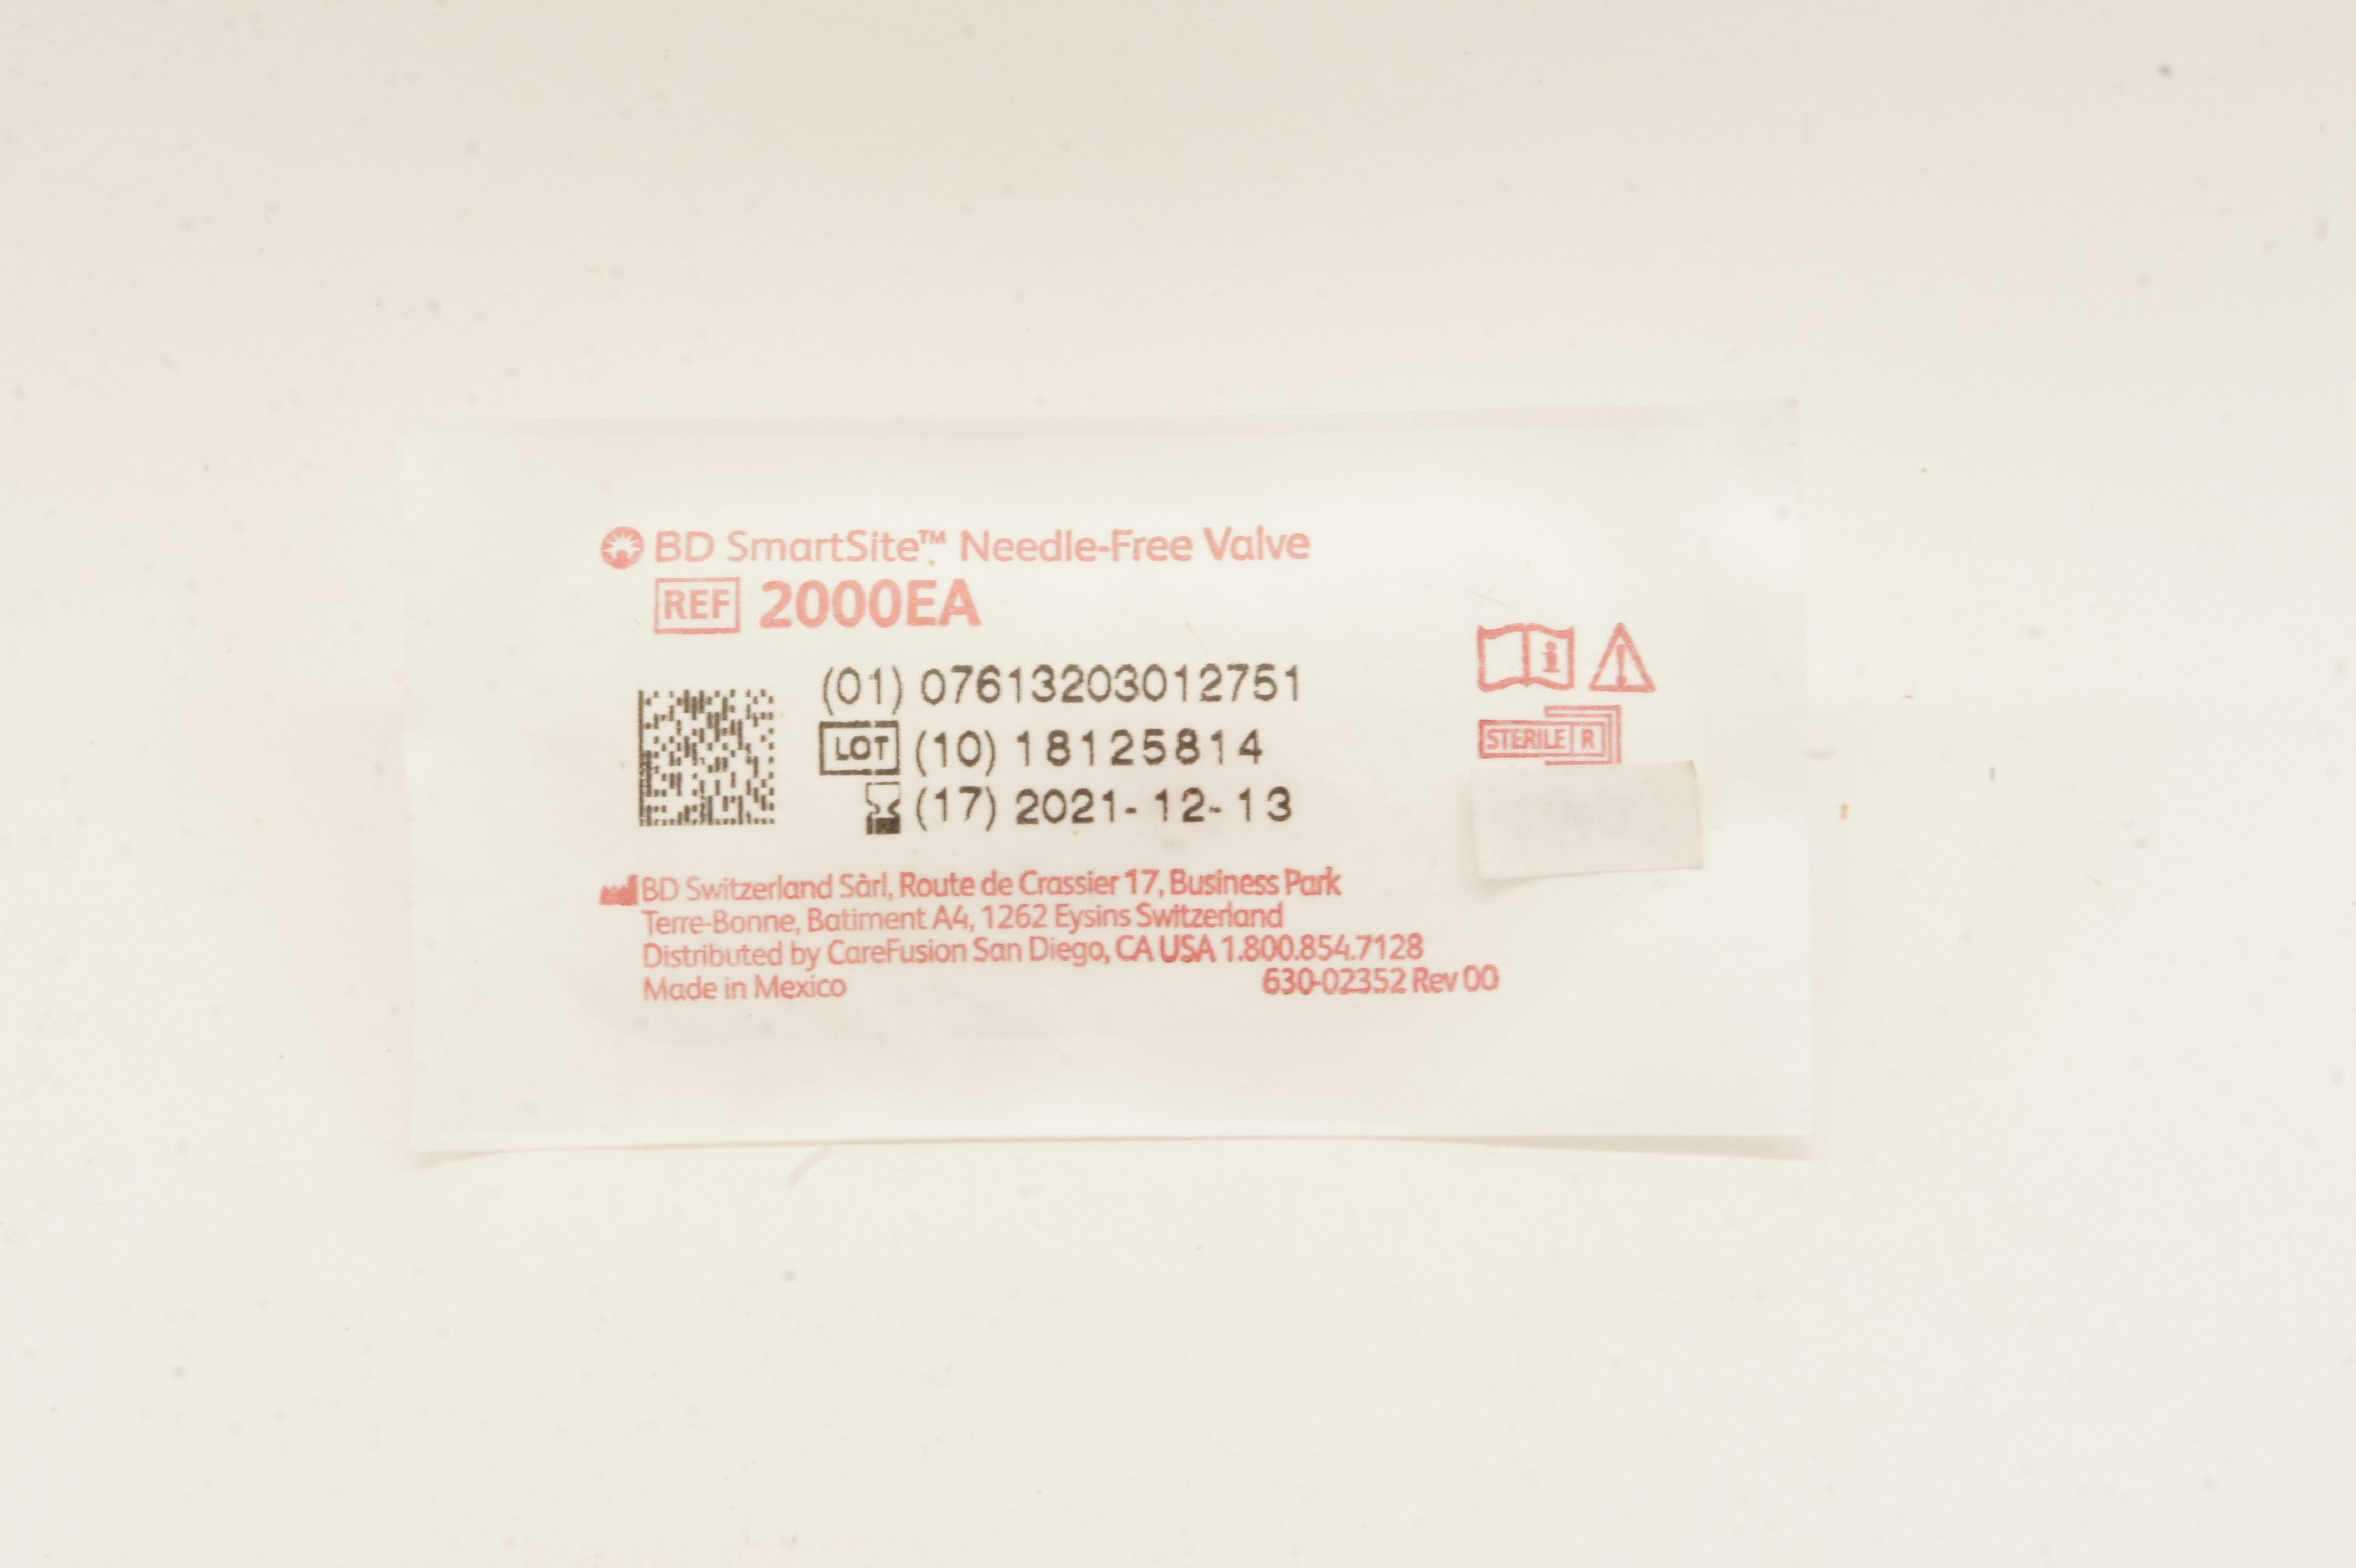 BD SmartSite™ Needle-Free Valve
REF 2000EA
(01) 07613203012751
LOT (10) 18125814
(17) 2021-12-13
STERILE R
BD Switzerland Sàrl, Route de Crassier 17, Business Park
Terre-Bonne, Batiment A4, 1262 Eysins Switzerland
Distributed by CareFusion San Diego, CA USA 1.800.854.7128
Made in Mexico 630-02352 Rev 00